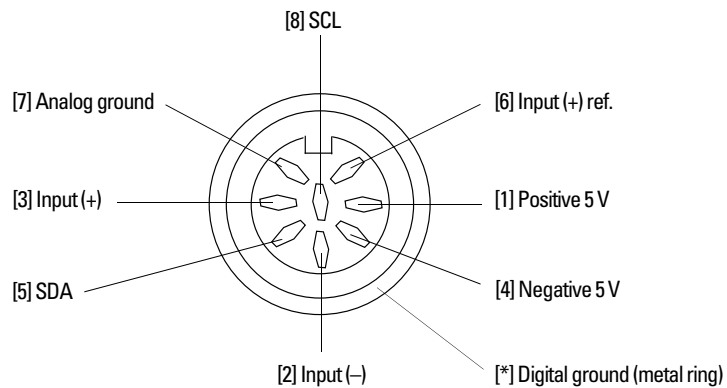 [8] SCL
[7] Analog ground
[6] Input (+) ref.
[3] Input (+)
[1] Positive 5 V
[5] SDA
[4] Negative 5 V
[2] Input (–)
[*] Digital ground (metal ring)